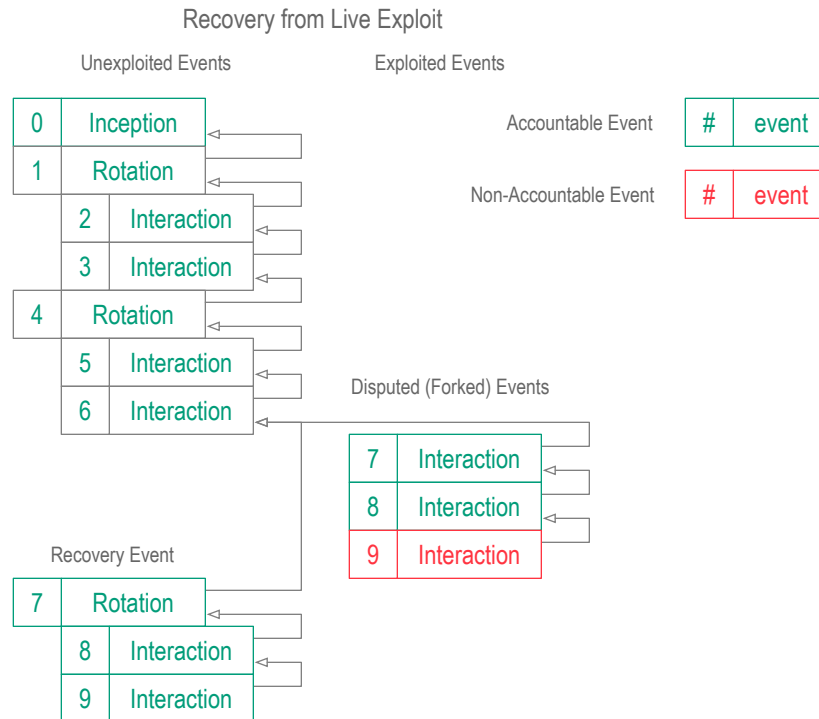 Recovery from Live Exploit
Unexploited Events
Exploited Events
0 Inception
1 Rotation
2 Interaction
3 Interaction
4 Rotation
5 Interaction
6 Interaction
Accountable Event # event
Non-Accountable Event # event
Disputed (Forked) Events
7 Interaction
8 Interaction
9 Interaction
Recovery Event
7 Rotation
8 Interaction
9 Interaction